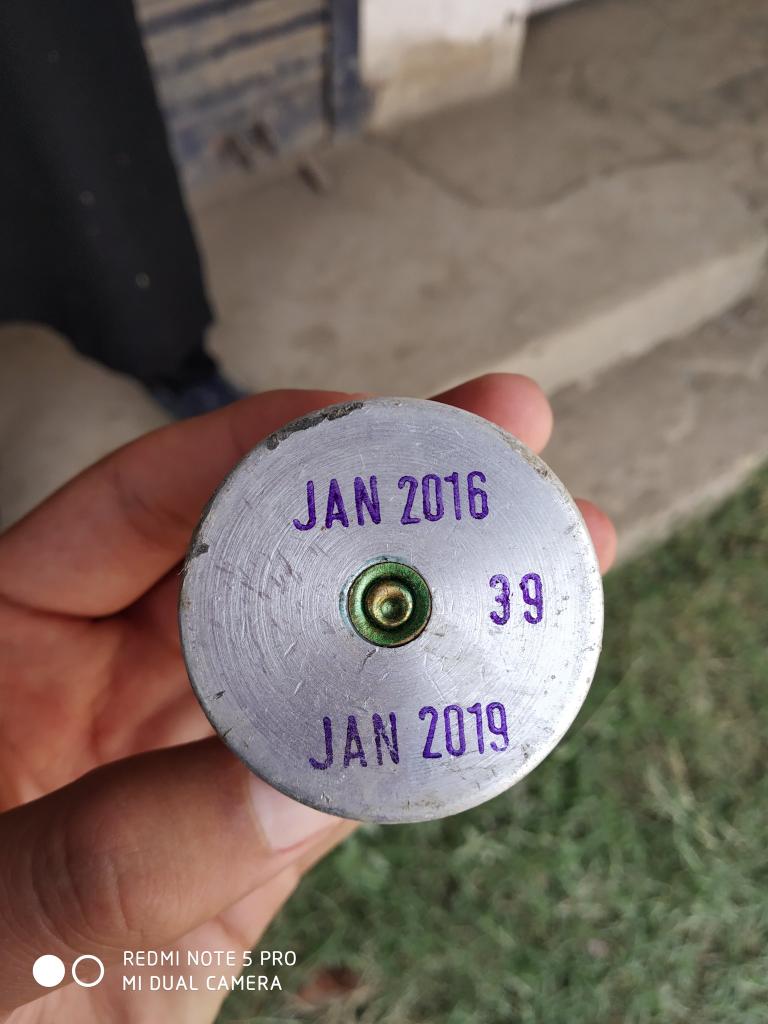 JAN 2016
39
JAN 2019
REDMI NOTE 5 PRO
MI DUAL CAMERA